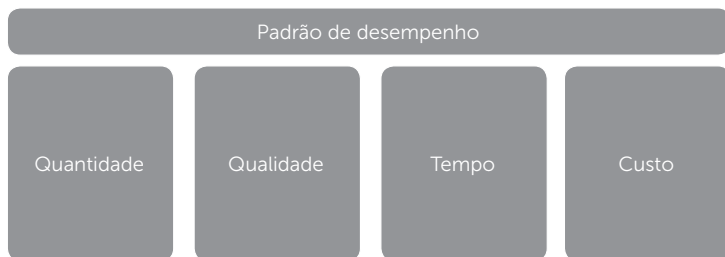 Padrão de desempenho
Quantidade
Qualidade
Tempo
Custo